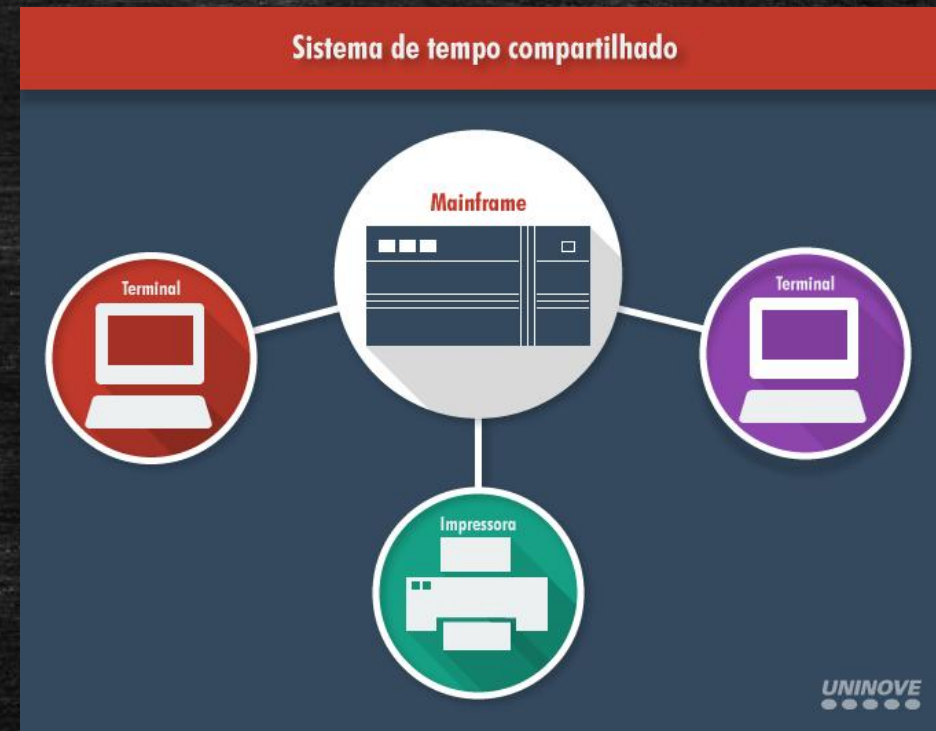 Sistema de tempo compartilhado
Mainframe
Terminal
Terminal
Impressora
UNINOVE